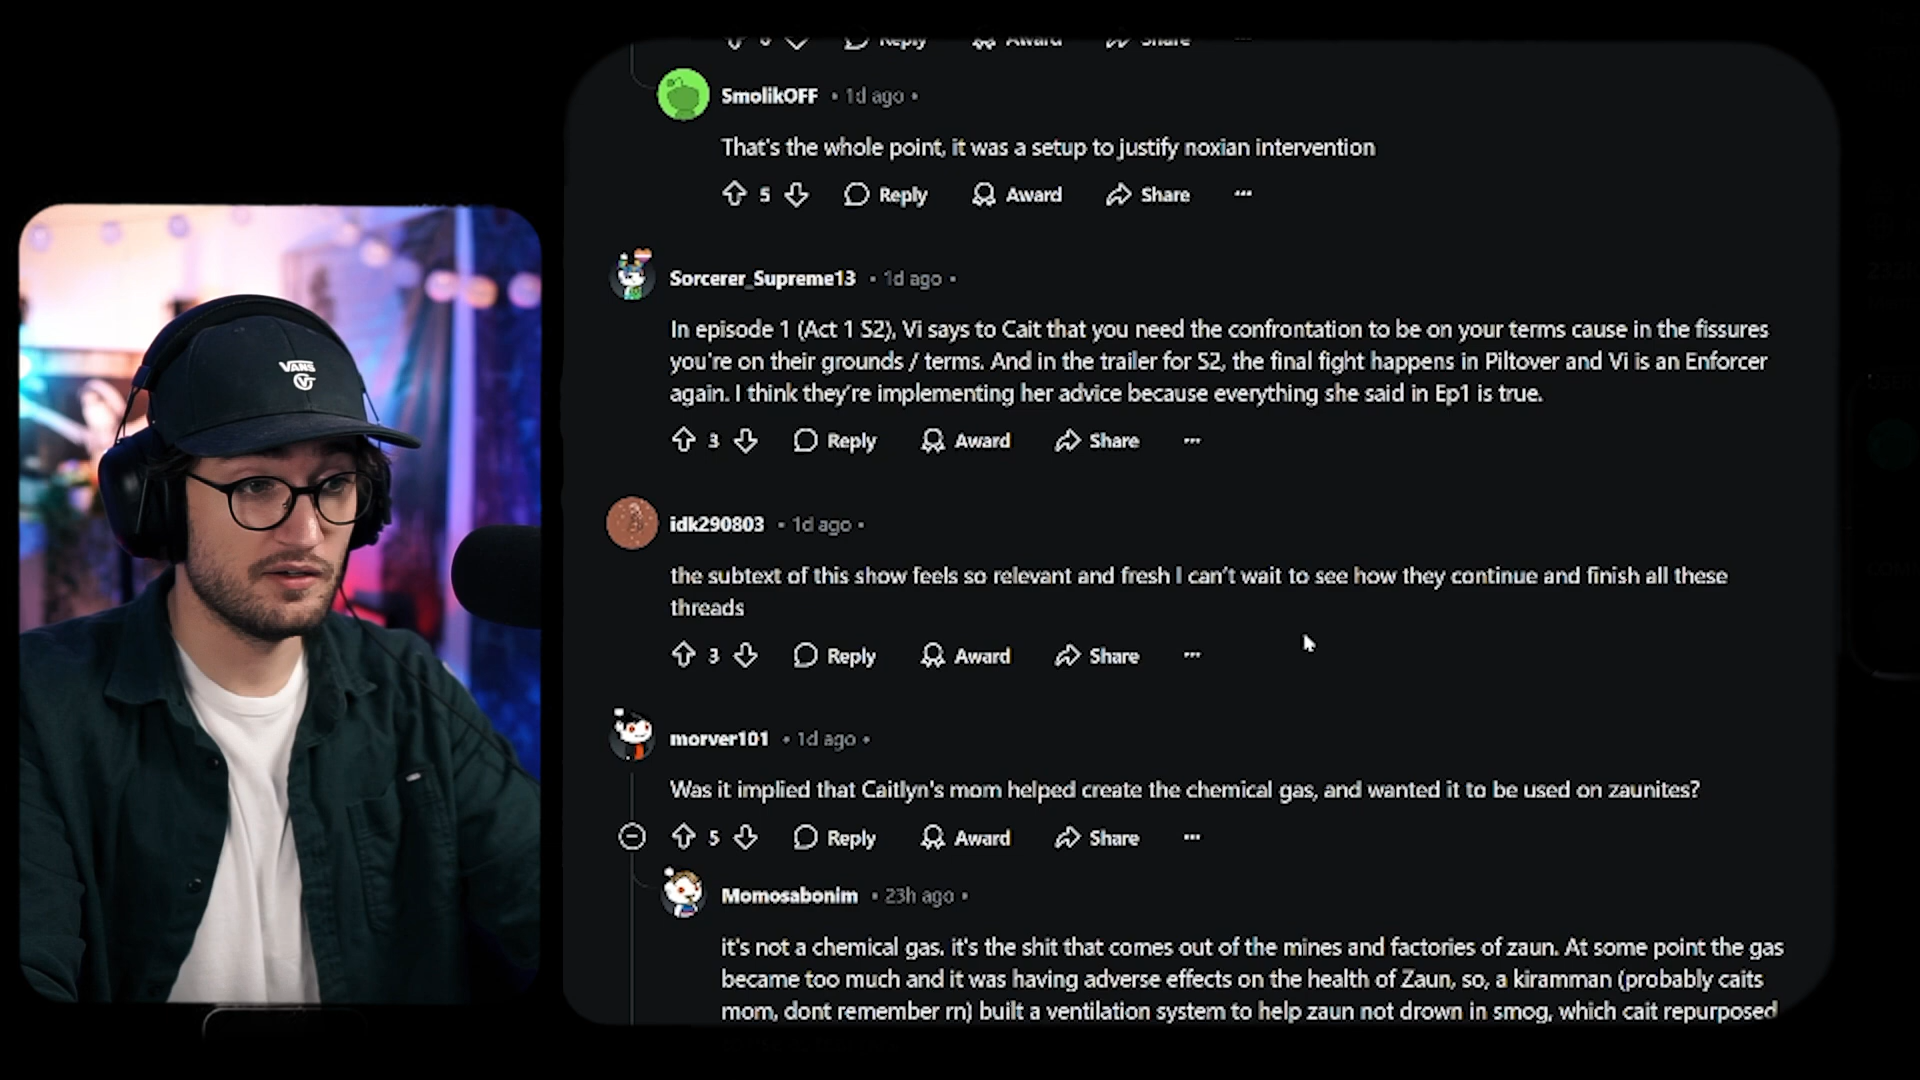 Reply Award Share
SmolikOFF • 1d ago •
That's the whole point, it was a setup to justify noxian intervention
5 Reply Award Share ···
Sorcerer_Supreme13 • 1d ago •
In episode 1 (Act 1 S2), Vi says to Cait that you need the confrontation to be on your terms cause in the fissures
you're on their grounds / terms. And in the trailer for S2, the final fight happens in Piltover and Vi is an Enforcer
again. I think they're implementing her advice because everything she said in Ep1 is true.
3 Reply Award Share ···
VANS
idk290803 • 1d ago •
the subtext of this show feels so relevant and fresh I can't wait to see how they continue and finish all these
threads
3 Reply Award Share ···
morver101 • 1d ago •
Was it implied that Caitlyn's mom helped create the chemical gas, and wanted it to be used on zaunites?
5 Reply Award Share ···
Momosabonim • 23h ago •
it's not a chemical gas. it's the shit that comes out of the mines and factories of zaun. At some point the gas
became too much and it was having adverse effects on the health of Zaun, so, a kiramman (probably caits
mom, dont remember rn) built a ventilation system to help zaun not drown in smog, which cait repurposed